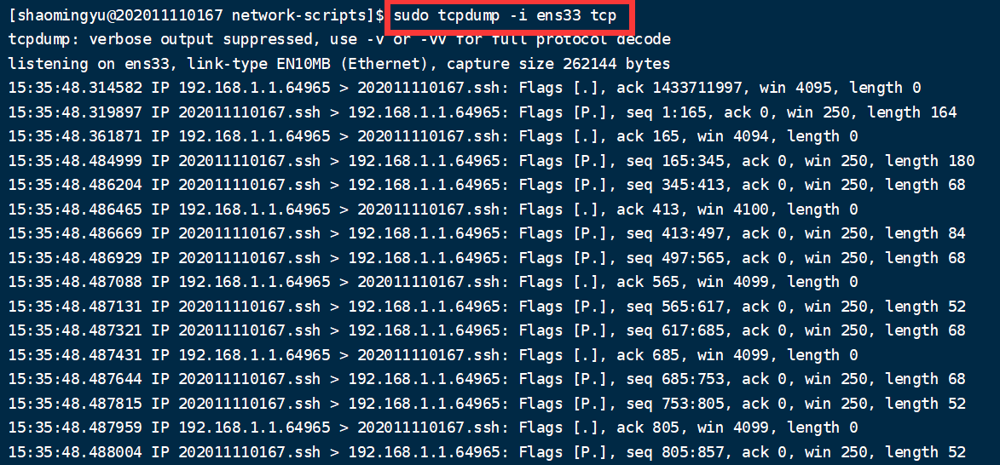 [shaomingyu@202011110167 network-scripts]$ sudo tcpdump -i ens33 tcp
tcpdump: verbose output suppressed, use -v or -vv for full protocol decode
listening on ens33, link-type EN10MB (Ethernet), capture size 262144 bytes
15:35:48.314582 IP 192.168.1.1.64965 > 202011110167.ssh: Flags [.], ack 1433711997, win 4095, length 0
15:35:48.319897 IP 202011110167.ssh > 192.168.1.1.64965: Flags [P.], seq 1:165, ack 0, win 250, length 164
15:35:48.361871 IP 192.168.1.1.64965 > 202011110167.ssh: Flags [.], ack 165, win 4094, length 0
15:35:48.484999 IP 202011110167.ssh > 192.168.1.1.64965: Flags [P.], seq 165:345, ack 0, win 250, length 180
15:35:48.486204 IP 202011110167.ssh > 192.168.1.1.64965: Flags [P.], seq 345:413, ack 0, win 250, length 68
15:35:48.486465 IP 192.168.1.1.64965 > 202011110167.ssh: Flags [.], ack 413, win 4100, length 0
15:35:48.486669 IP 202011110167.ssh > 192.168.1.1.64965: Flags [P.], seq 413:497, ack 0, win 250, length 84
15:35:48.486929 IP 202011110167.ssh > 192.168.1.1.64965: Flags [P.], seq 497:565, ack 0, win 250, length 68
15:35:48.487088 IP 192.168.1.1.64965 > 202011110167.ssh: Flags [.], ack 565, win 4099, length 0
15:35:48.487131 IP 202011110167.ssh > 192.168.1.1.64965: Flags [P.], seq 565:617, ack 0, win 250, length 52
15:35:48.487321 IP 202011110167.ssh > 192.168.1.1.64965: Flags [P.], seq 617:685, ack 0, win 250, length 68
15:35:48.487431 IP 192.168.1.1.64965 > 202011110167.ssh: Flags [.], ack 685, win 4099, length 0
15:35:48.487644 IP 202011110167.ssh > 192.168.1.1.64965: Flags [P.], seq 685:753, ack 0, win 250, length 68
15:35:48.487815 IP 202011110167.ssh > 192.168.1.1.64965: Flags [P.], seq 753:805, ack 0, win 250, length 52
15:35:48.487959 IP 192.168.1.1.64965 > 202011110167.ssh: Flags [.], ack 805, win 4099, length 0
15:35:48.488004 IP 202011110167.ssh > 192.168.1.1.64965: Flags [P.], seq 805:857, ack 0, win 250, length 52